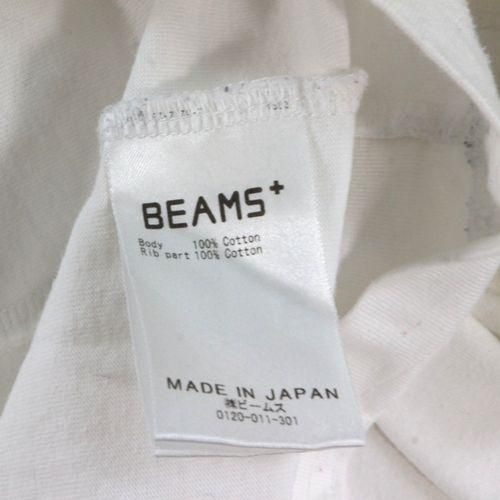 BEAMS+
Body 100% Cotton
Rib part 100% Cotton
MADE IN JAPAN
㈱ビームス
0120-011-301